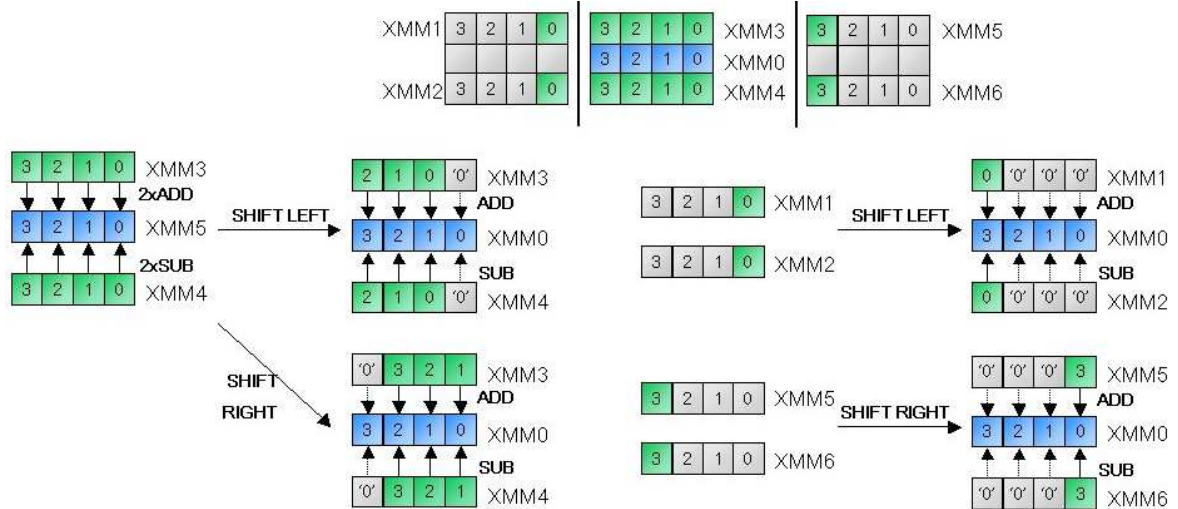 XMM1 3 2 1 0 3 2 1 0 XMM3 3 2 1 0 XMM5
3 2 1 0 XMM0
XMM2 3 2 1 0 3 2 1 0 XMM4 3 2 1 0 XMM6
3 2 1 0 XMM3
2xADD
3 2 1 0 XMM5
2xSUB
3 2 1 0 XMM4
SHIFT LEFT
2 1 0 '0' XMM3
ADD
3 2 1 0 XMM0
SUB
2 1 0 '0' XMM4
SHIFT
RIGHT
'0' 3 2 1 XMM3
ADD
3 2 1 0 XMM0
SUB
'0' 3 2 1 XMM4
3 2 1 0 XMM1
3 2 1 0 XMM2
SHIFT LEFT
0 '0' '0' '0' XMM1
ADD
3 2 1 0 XMM0
SUB
0 '0' '0' '0' XMM2
3 2 1 0 XMM5
3 2 1 0 XMM6
SHIFT RIGHT
'0' '0' '0' 3 XMM5
ADD
3 2 1 0 XMM0
SUB
'0' '0' '0' 3 XMM6